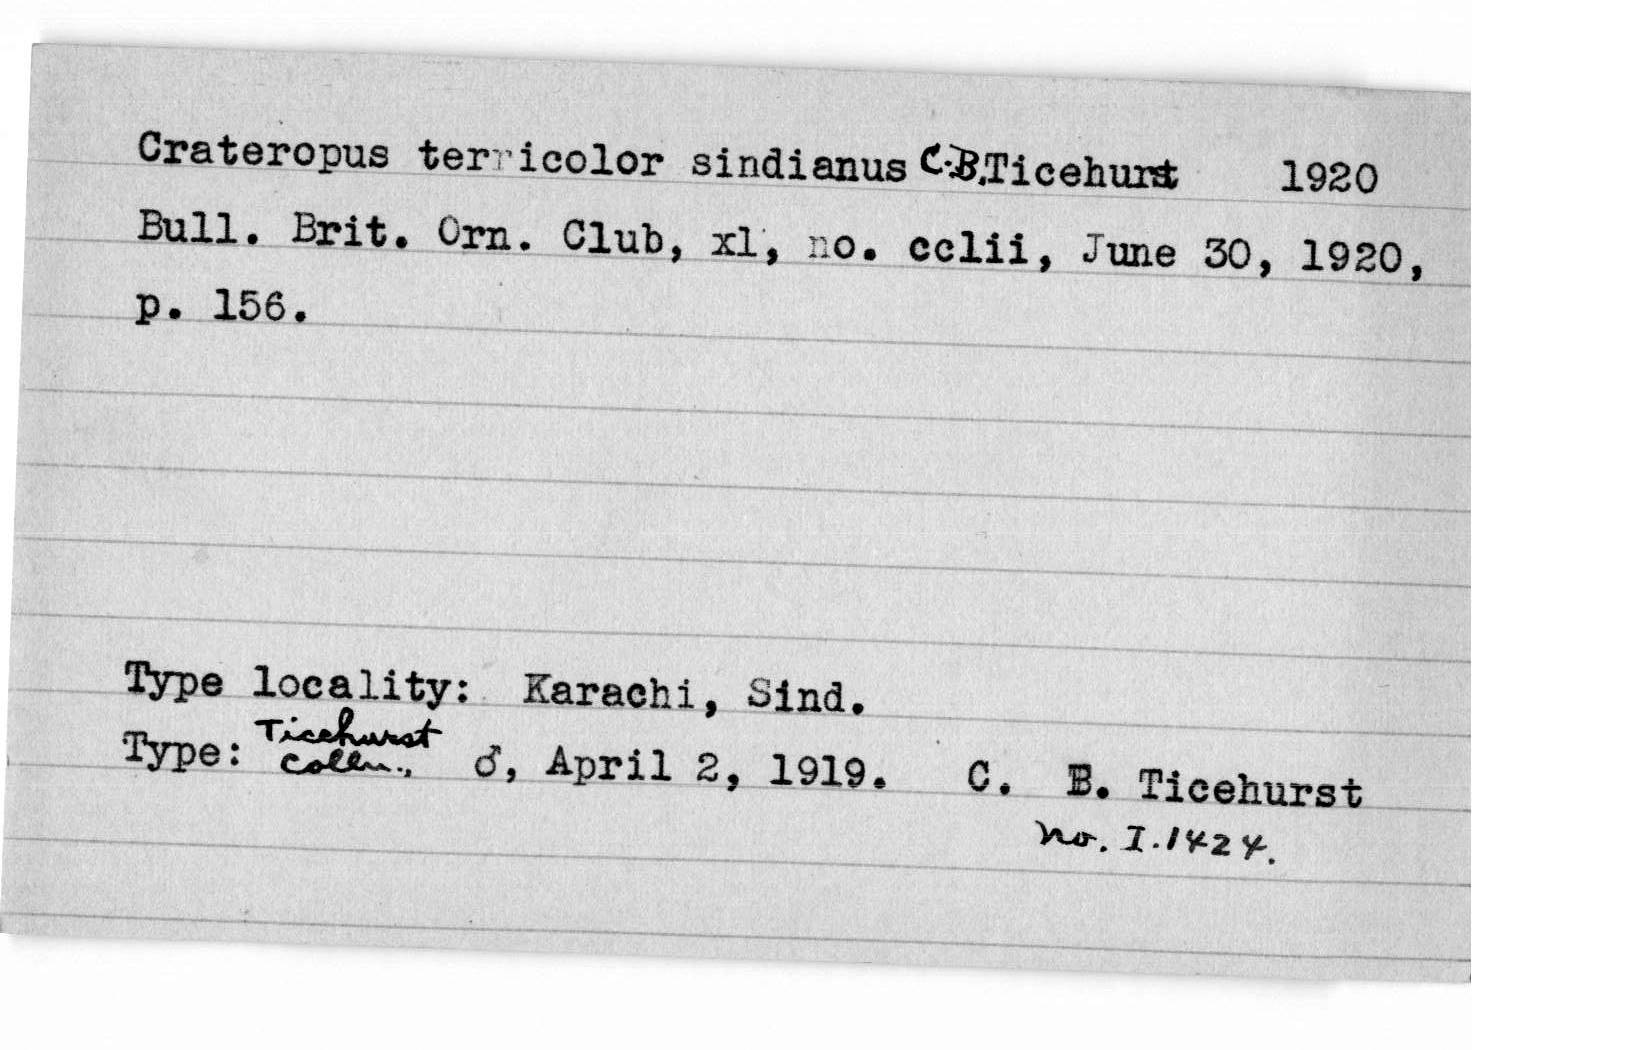 Crateropus terricolor sindianus C.B.Ticehurst 1920
Bull. Brit. Orn. Club, xl, no. cclii, June 30, 1920,
p. 156.
Type locality: Karachi, Sind.
Type: Ticehurst Colln., ♂, April 2, 1919. C. B. Ticehurst
no. I.1424.